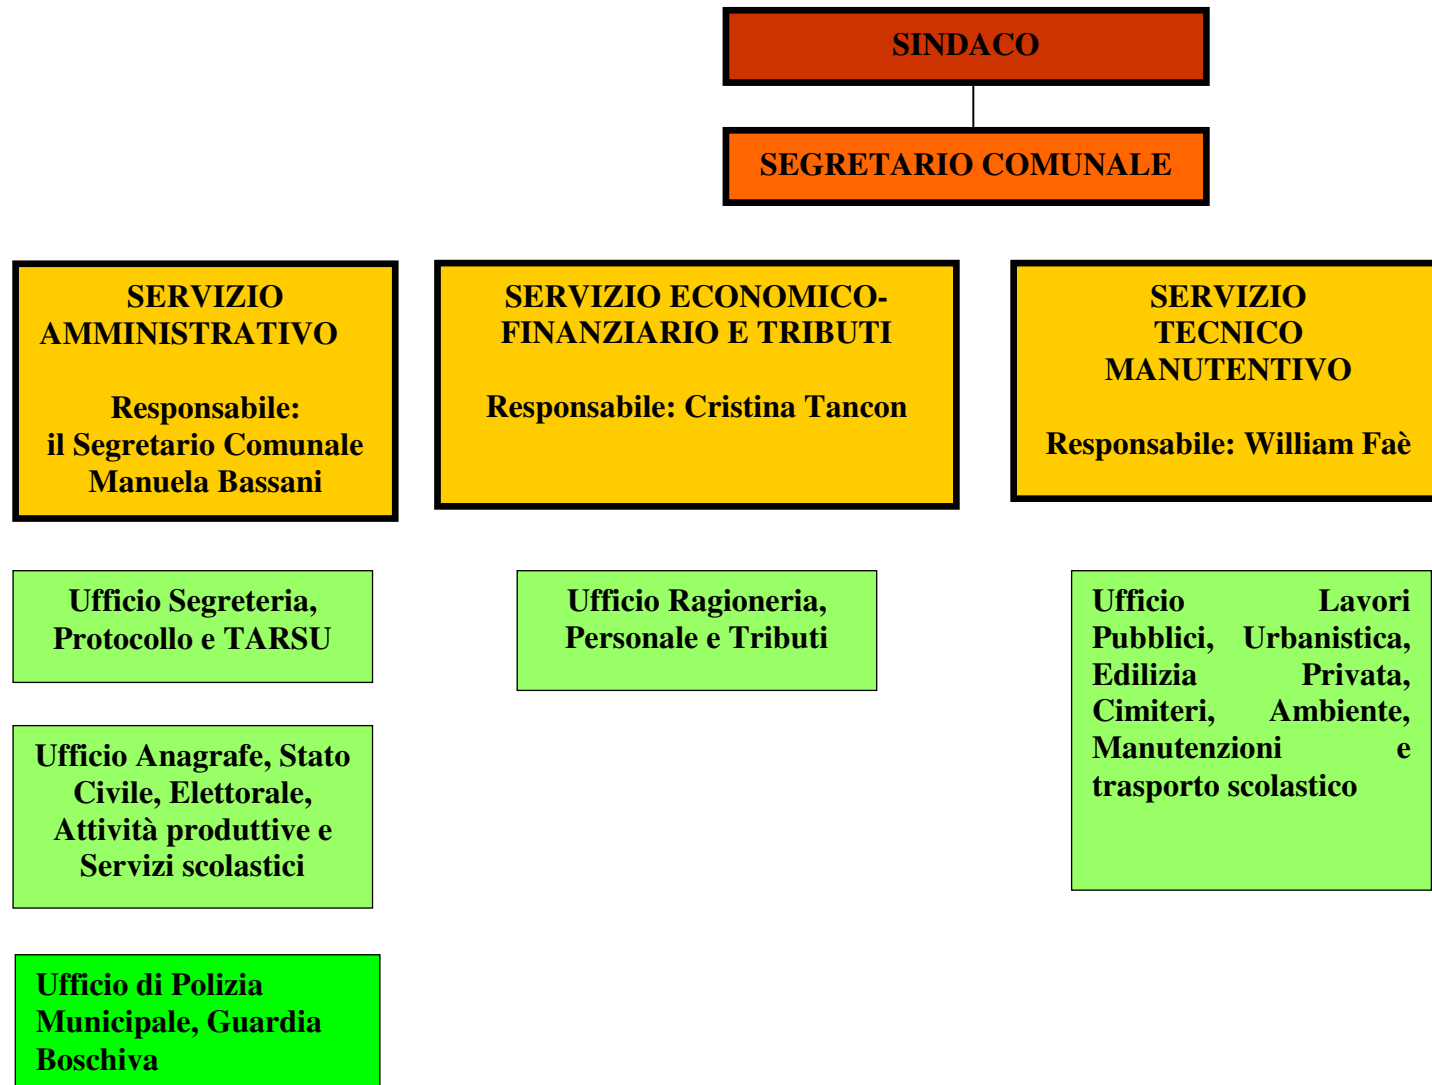 SINDACO
SEGRETARIO COMUNALE
SERVIZIO
AMMINISTRATIVO
Responsabile:
il Segretario Comunale
Manuela Bassani
SERVIZIO ECONOMICO-
FINANZIARIO E TRIBUTI
Responsabile: Cristina Tancon
SERVIZIO
TECNICO
MANUTENTIVO
Responsabile: William Faè
Ufficio Segreteria,
Protocollo e TARSU
Ufficio Ragioneria,
Personale e Tributi
Ufficio Lavori
Pubblici, Urbanistica,
Edilizia Privata,
Cimiteri, Ambiente,
Manutenzioni e
trasporto scolastico
Ufficio Anagrafe, Stato
Civile, Elettorale,
Attività produttive e
Servizi scolastici
Ufficio di Polizia
Municipale, Guardia
Boschiva